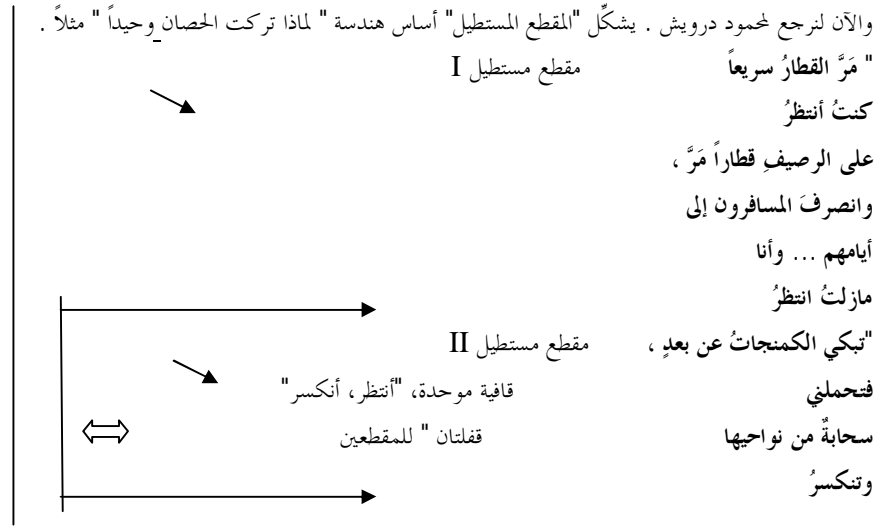 والآن لنرجع لمحمود درويش . يشكِّل "المقطع المستطيل" أساس هندسة " لماذا تركت الحصان وحيداً " مثلاً .
" مَرَّ القطارُ سريعاً مقطع مستطيل I
كنتُ أنتظرُ
على الرصيفِ قطاراً مَرَّ ،
وانصرفَ المسافرون إلى
أيامهم ... وأنا
مازلتُ انتظرُ
"تبكي الكمنجاتُ عن بعدٍ ، مقطع مستطيل II
فتحملني قافية موحدة، "أنتظر، أنكسر"
سحابةٌ من نواحيها قفلتان " للمقطعين
وتنكسرُ